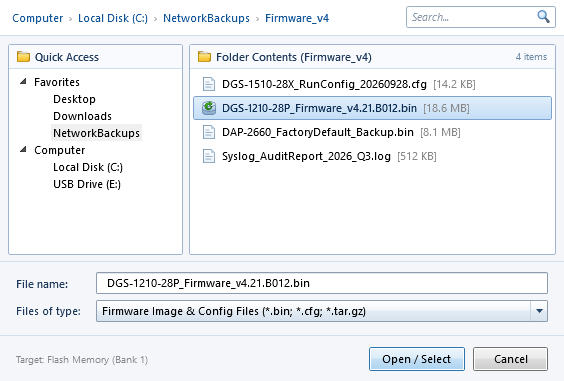 Computer › Local Disk (C:) › NetworkBackups › Firmware_v4
Search...
Quick Access
Favorites
Desktop
Downloads
NetworkBackups
Computer
Local Disk (C:)
USB Drive (E:)
Folder Contents (Firmware_v4) 4 items
DGS-1510-28X_RunConfig_20260928.cfg [14.2 KB]
DGS-1210-28P_Firmware_v4.21.B012.bin [18.6 MB]
DAP-2660_FactoryDefault_Backup.bin [8.1 MB]
Syslog_AuditReport_2026_Q3.log [512 KB]
File name: DGS-1210-28P_Firmware_v4.21.B012.bin
Files of type: Firmware Image & Config Files (*.bin; *.cfg; *.tar.gz)
Target: Flash Memory (Bank 1)
Open / Select
Cancel